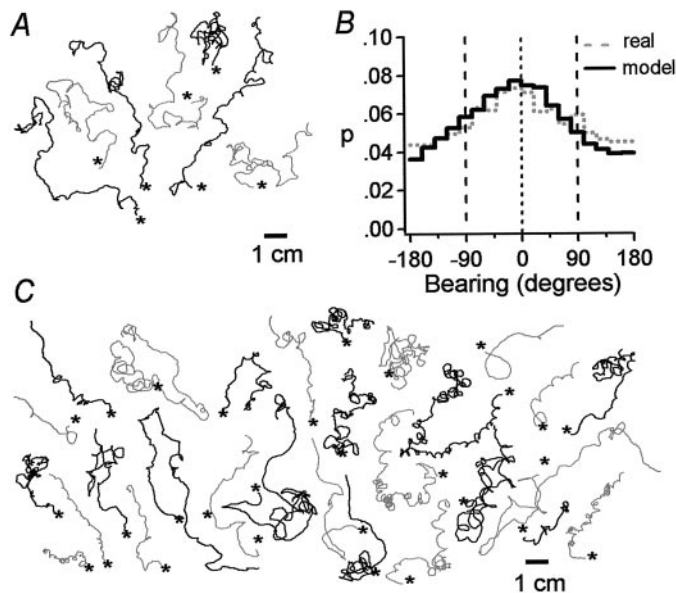 A
B
real
model
p
.10
.08
.06
.04
.02
.00
-180 -90 0 90 180
Bearing (degrees)
1 cm
C
1 cm